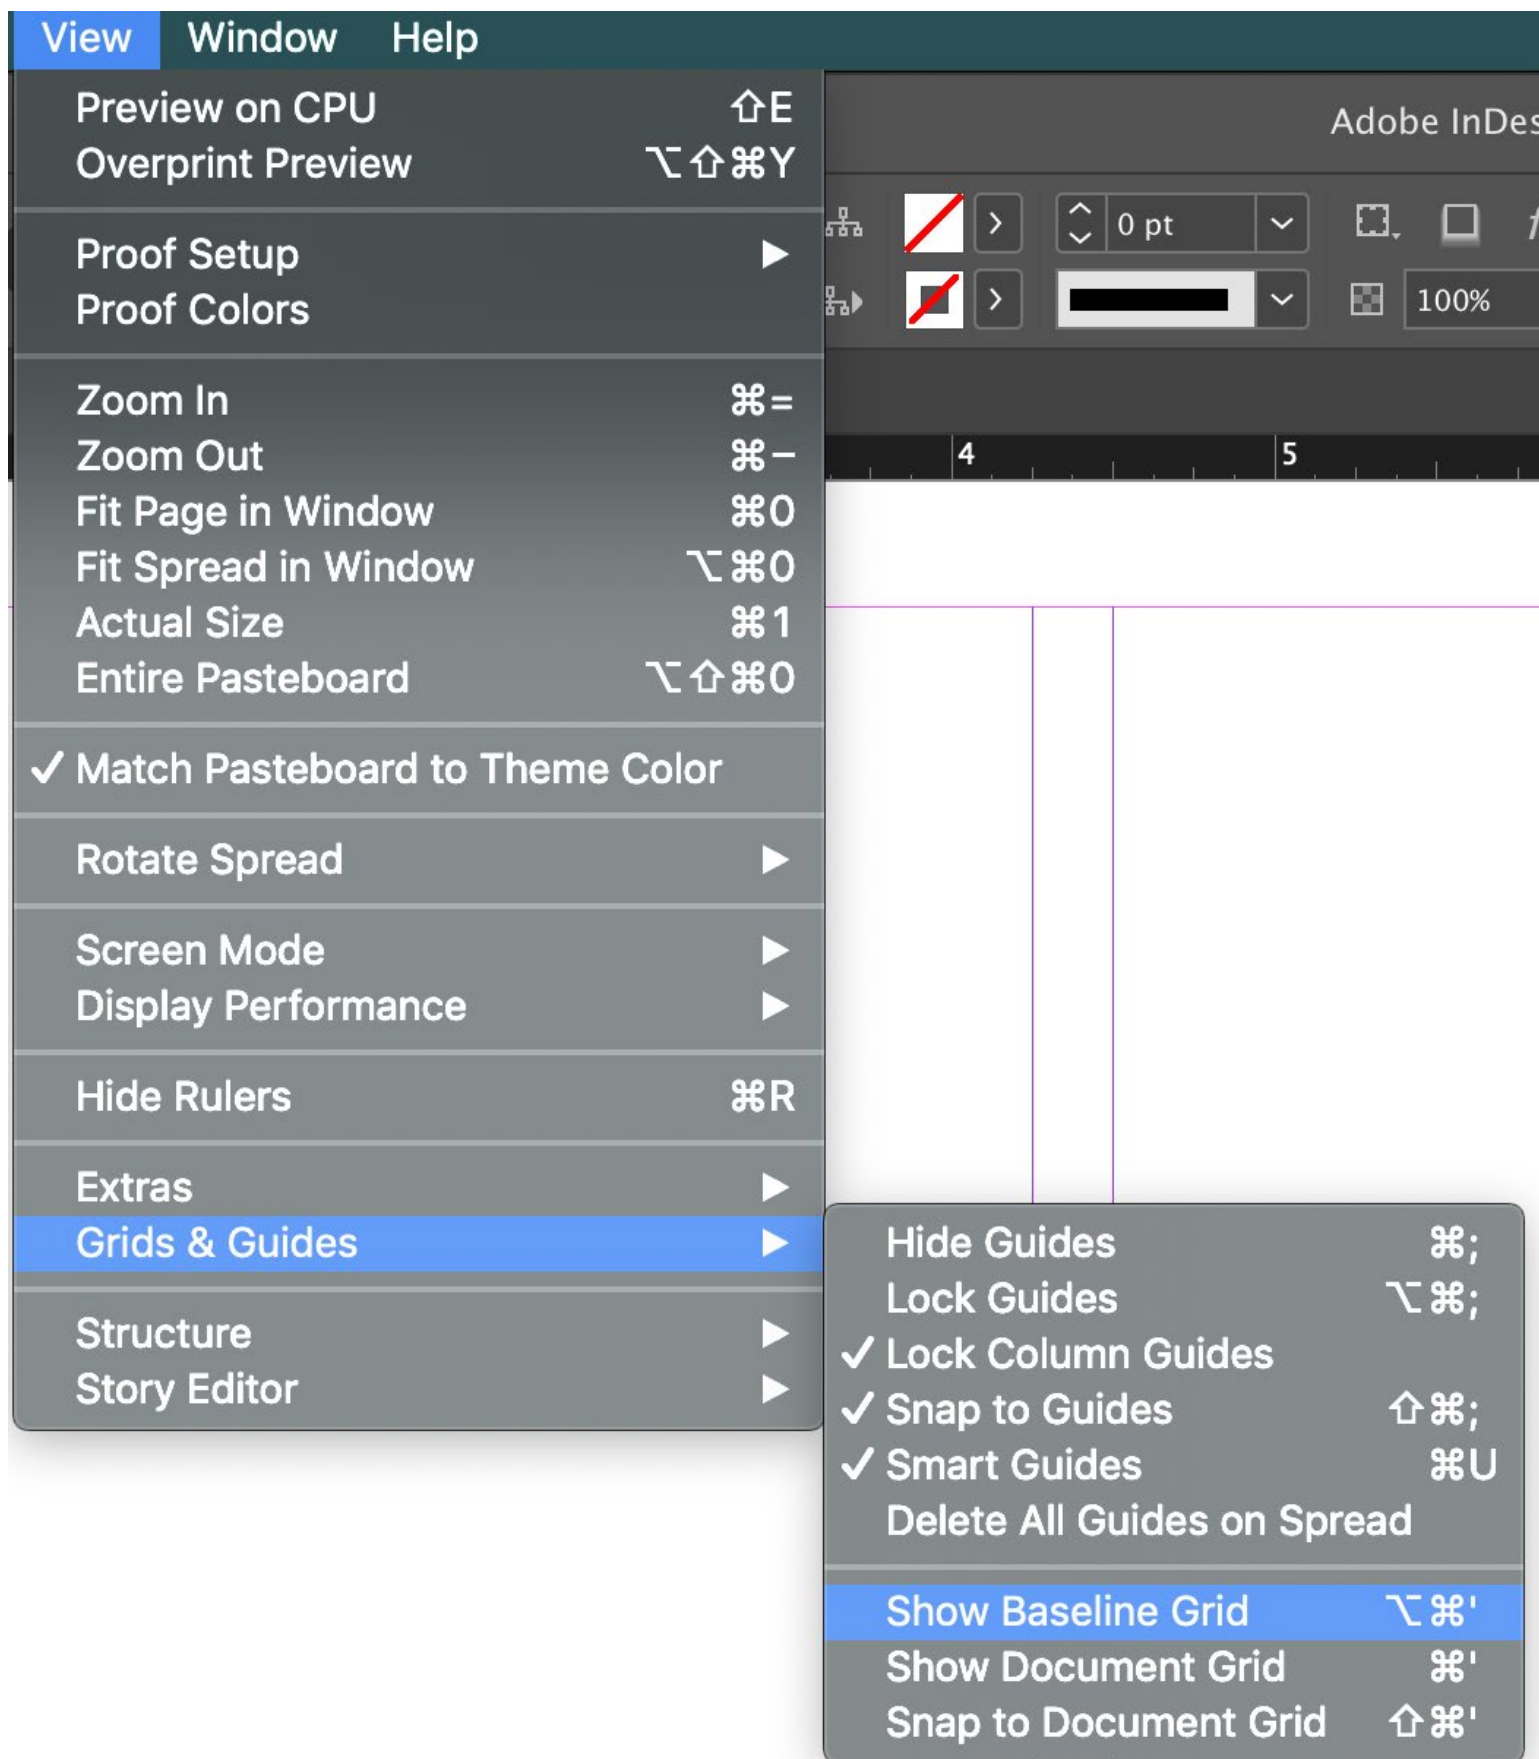 View Window Help
Preview on CPU ⇧E
Overprint Preview ⌥⇧⌘Y
Proof Setup ▶
Proof Colors
Zoom In ⌘=
Zoom Out ⌘−
Fit Page in Window ⌘0
Fit Spread in Window ⌥⌘0
Actual Size ⌘1
Entire Pasteboard ⌥⇧⌘0
✓ Match Pasteboard to Theme Color
Rotate Spread ▶
Screen Mode ▶
Display Performance ▶
Hide Rulers ⌘R
Extras ▶
Grids & Guides ▶
Structure ▶
Story Editor ▶
Adobe InDes
0 pt
100%
4 5
Hide Guides ⌘;
Lock Guides ⌥⌘;
✓ Lock Column Guides
✓ Snap to Guides ⇧⌘;
✓ Smart Guides ⌘U
Delete All Guides on Spread
Show Baseline Grid ⌥⌘'
Show Document Grid ⌘'
Snap to Document Grid ⇧⌘'